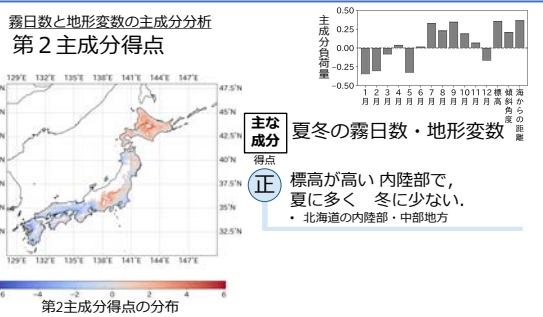 霧日数と地形変数の主成分分析
第２主成分得点
129°E 132°E 135°E 138°E 141°E 144°E 147°E
47.5°N
45°N
42.5°N
40°N
37.5°N
35°N
32.5°N
129°E 132°E 135°E 138°E 141°E 144°E 147°E
-4 -2 0 2 4 6
第2主成分得点の分布
主成分負荷量
0.50
0.25
0.00
-0.25
-0.50
1月 2月 3月 4月 5月 6月 7月 8月 9月 10月 11月 12月 標高 傾斜角度 海からの距離
主な
成分
夏冬の霧日数・地形変数
得点
正
標高が高い 内陸部で，
夏に多く　冬に少ない．
• 北海道の内陸部・中部地方